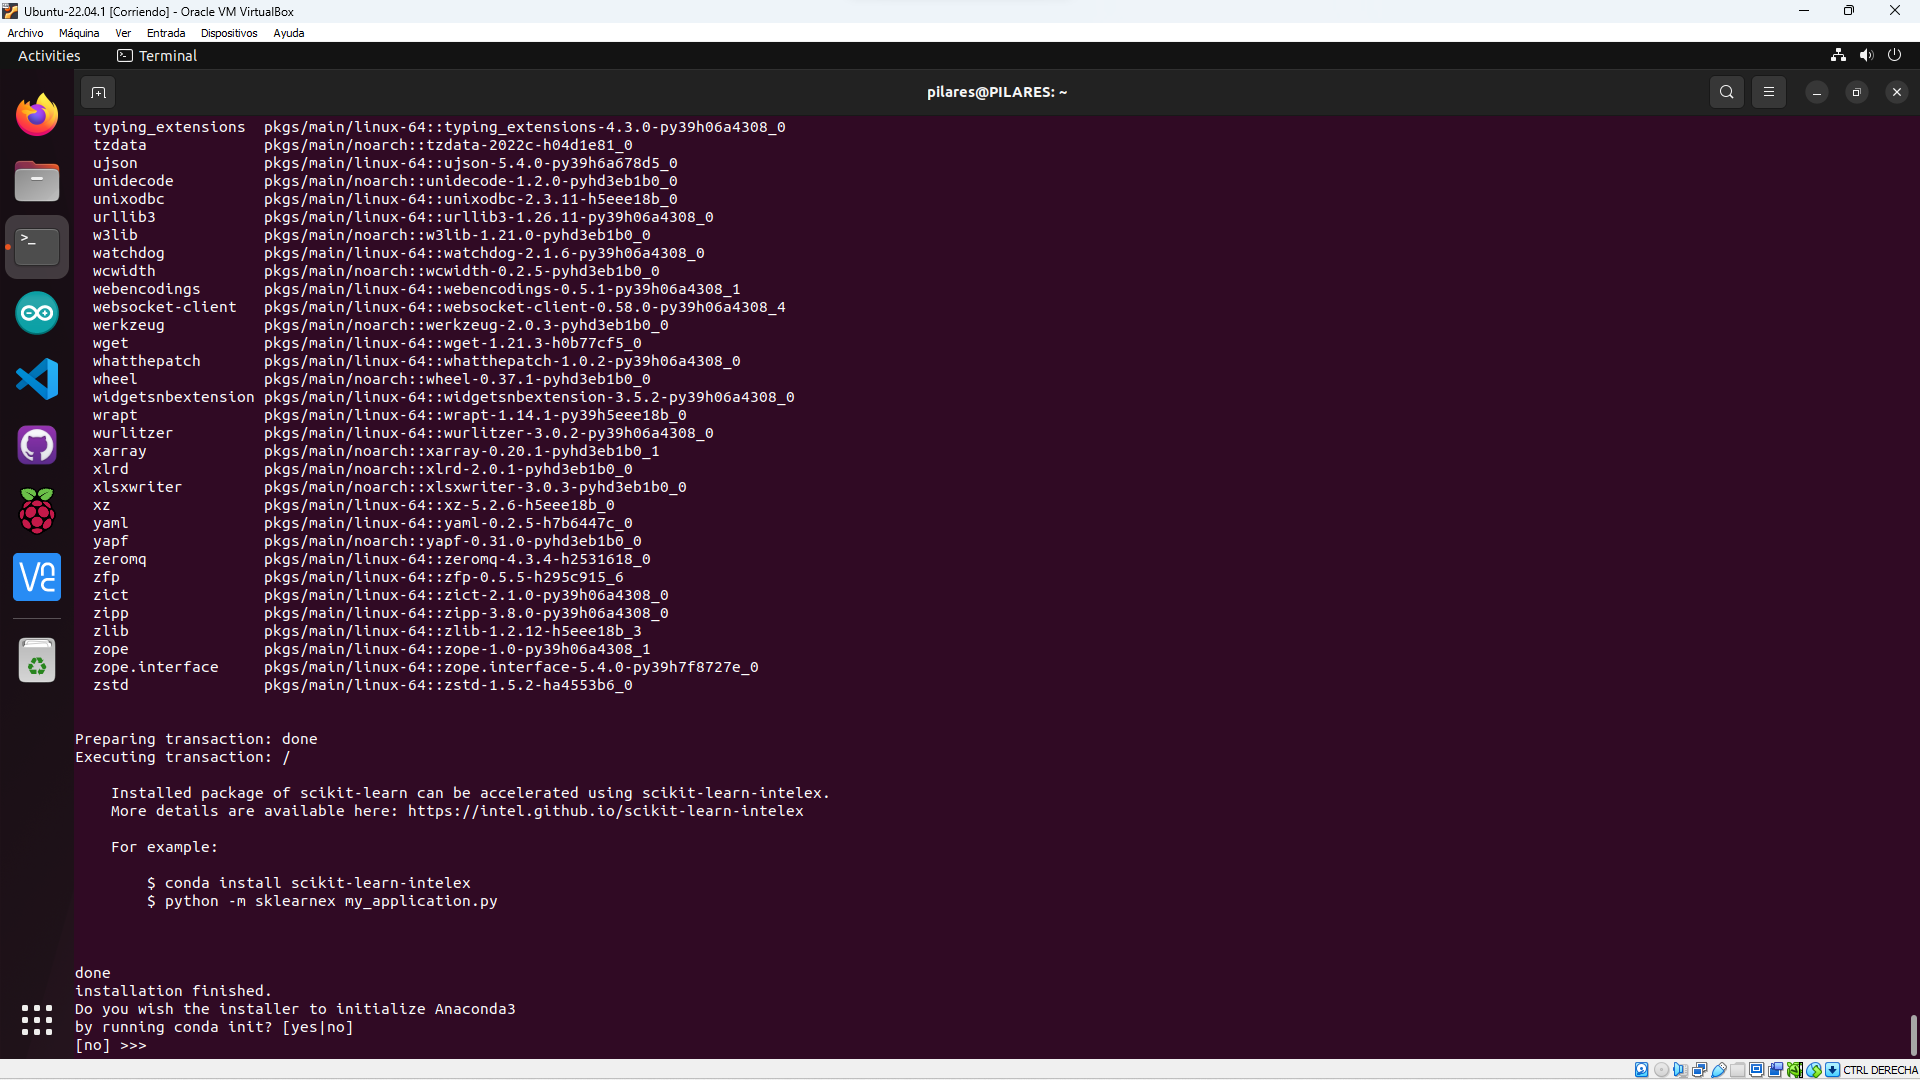 Ubuntu-22.04.1 [Corriendo] - Oracle VM VirtualBox
Archivo Máquina Ver Entrada Dispositivos Ayuda
Activities Terminal
pilares@PILARES: ~
typing_extensions pkgs/main/linux-64::typing_extensions-4.3.0-py39h06a4308_0
tzdata pkgs/main/noarch::tzdata-2022c-h04d1e81_0
ujson pkgs/main/linux-64::ujson-5.4.0-py39h6a678d5_0
unidecode pkgs/main/noarch::unidecode-1.2.0-pyhd3eb1b0_0
unixodbc pkgs/main/linux-64::unixodbc-2.3.11-h5eee18b_0
urllib3 pkgs/main/linux-64::urllib3-1.26.11-py39h06a4308_0
w3lib pkgs/main/noarch::w3lib-1.21.0-pyhd3eb1b0_0
watchdog pkgs/main/linux-64::watchdog-2.1.6-py39h06a4308_0
wcwidth pkgs/main/noarch::wcwidth-0.2.5-pyhd3eb1b0_0
webencodings pkgs/main/linux-64::webencodings-0.5.1-py39h06a4308_1
websocket-client pkgs/main/linux-64::websocket-client-0.58.0-py39h06a4308_4
werkzeug pkgs/main/noarch::werkzeug-2.0.3-pyhd3eb1b0_0
wget pkgs/main/linux-64::wget-1.21.3-h0b77cf5_0
whatthepatch pkgs/main/linux-64::whatthepatch-1.0.2-py39h06a4308_0
wheel pkgs/main/noarch::wheel-0.37.1-pyhd3eb1b0_0
widgetsnbextension pkgs/main/linux-64::widgetsnbextension-3.5.2-py39h06a4308_0
wrapt pkgs/main/linux-64::wrapt-1.14.1-py39h5eee18b_0
wurlitzer pkgs/main/linux-64::wurlitzer-3.0.2-py39h06a4308_0
xarray pkgs/main/noarch::xarray-0.20.1-pyhd3eb1b0_1
xlrd pkgs/main/noarch::xlrd-2.0.1-pyhd3eb1b0_0
xlsxwriter pkgs/main/noarch::xlsxwriter-3.0.3-pyhd3eb1b0_0
xz pkgs/main/linux-64::xz-5.2.6-h5eee18b_0
yaml pkgs/main/linux-64::yaml-0.2.5-h7b6447c_0
yapf pkgs/main/noarch::yapf-0.31.0-pyhd3eb1b0_0
zeromq pkgs/main/linux-64::zeromq-4.3.4-h2531618_0
zfp pkgs/main/linux-64::zfp-0.5.5-h295c915_6
zict pkgs/main/linux-64::zict-2.1.0-py39h06a4308_0
zipp pkgs/main/linux-64::zipp-3.8.0-py39h06a4308_0
zlib pkgs/main/linux-64::zlib-1.2.12-h5eee18b_3
zope pkgs/main/linux-64::zope-1.0-py39h06a4308_1
zope.interface pkgs/main/linux-64::zope.interface-5.4.0-py39h7f8727e_0
zstd pkgs/main/linux-64::zstd-1.5.2-ha4553b6_0
Preparing transaction: done
Executing transaction: /
Installed package of scikit-learn can be accelerated using scikit-learn-intelex.
More details are available here: https://intel.github.io/scikit-learn-intelex
For example:
$ conda install scikit-learn-intelex
$ python -m sklearnex my_application.py
done
installation finished.
Do you wish the installer to initialize Anaconda3
by running conda init? [yes|no]
[no] >>>
CTRL DERECHA